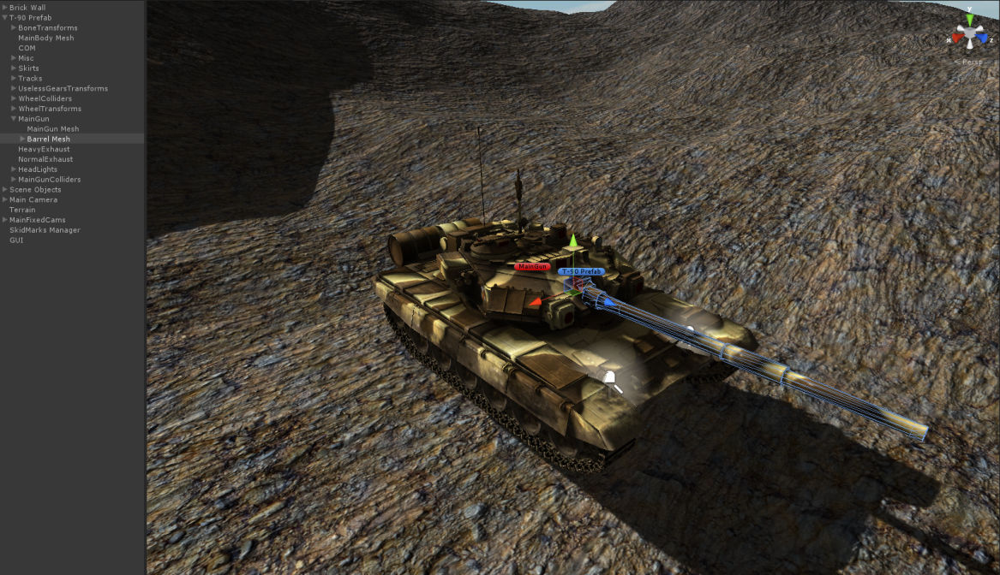 Brick Wall
T-90 Prefab
BoneTransforms
MainBody Mesh
COM
Misc
Skirts
Tracks
UselessGearsTransforms
WheelColliders
WheelTransforms
MainGun
MainGun Mesh
Barrel Mesh
HeavyExhaust
NormalExhaust
HeadLights
MainGunColliders
Scene Objects
Main Camera
Terrain
MainFixedCams
SkidMarks Manager
GUI
MainGun
T-90 Prefab
Y
X
Z
< Persp